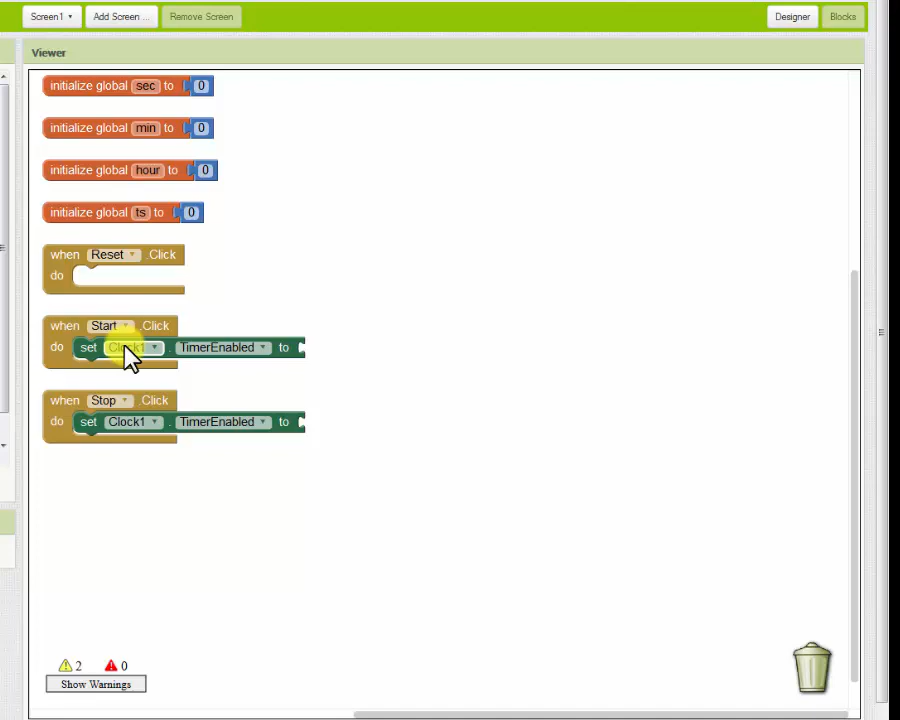 Screen1 Add Screen ... Remove Screen Designer Blocks
Viewer
initialize global sec to 0
initialize global min to 0
initialize global hour to 0
initialize global ts to 0
when Reset .Click
do
when Start .Click
do set Clock1 . TimerEnabled to
when Stop .Click
do set Clock1 . TimerEnabled to
2 0
Show Warnings